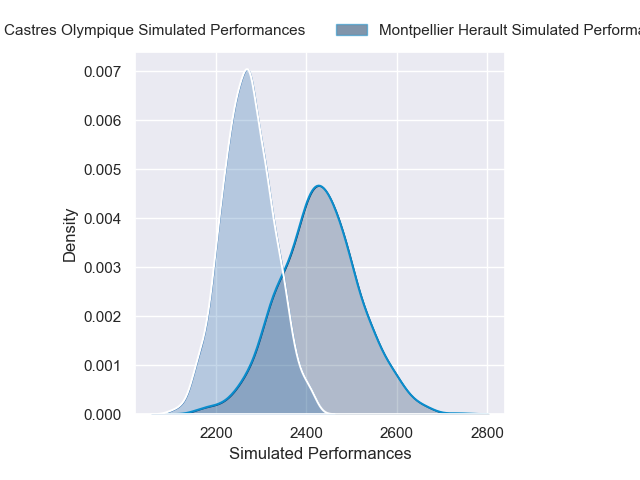 Castres Olympique Simulated Performances
Montpellier Herault Simulated
0.007
0.006
0.005
0.004
0.003
0.002
0.001
0.000
Density
2200 2400 2600 2800
Simulated Performances